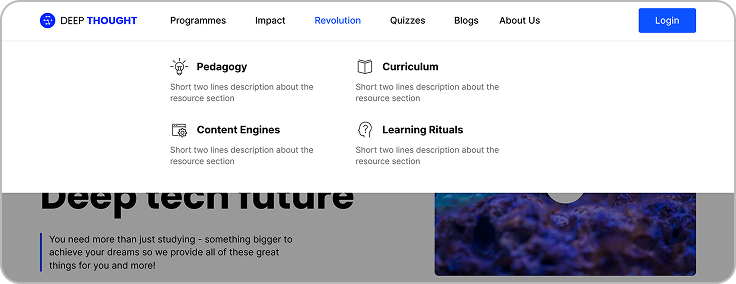 DEEP THOUGHT Programmes Impact Revolution Quizzes Blogs About Us Login
Pedagogy
Short two lines description about the
resource section
Curriculum
Short two lines description about the
resource section
Content Engines
Short two lines description about the
resource section
Learning Rituals
Short two lines description about the
resource section
Deep tech future
You need more than just studying - something bigger to
achieve your dreams so we provide all of these great
things for you and more!